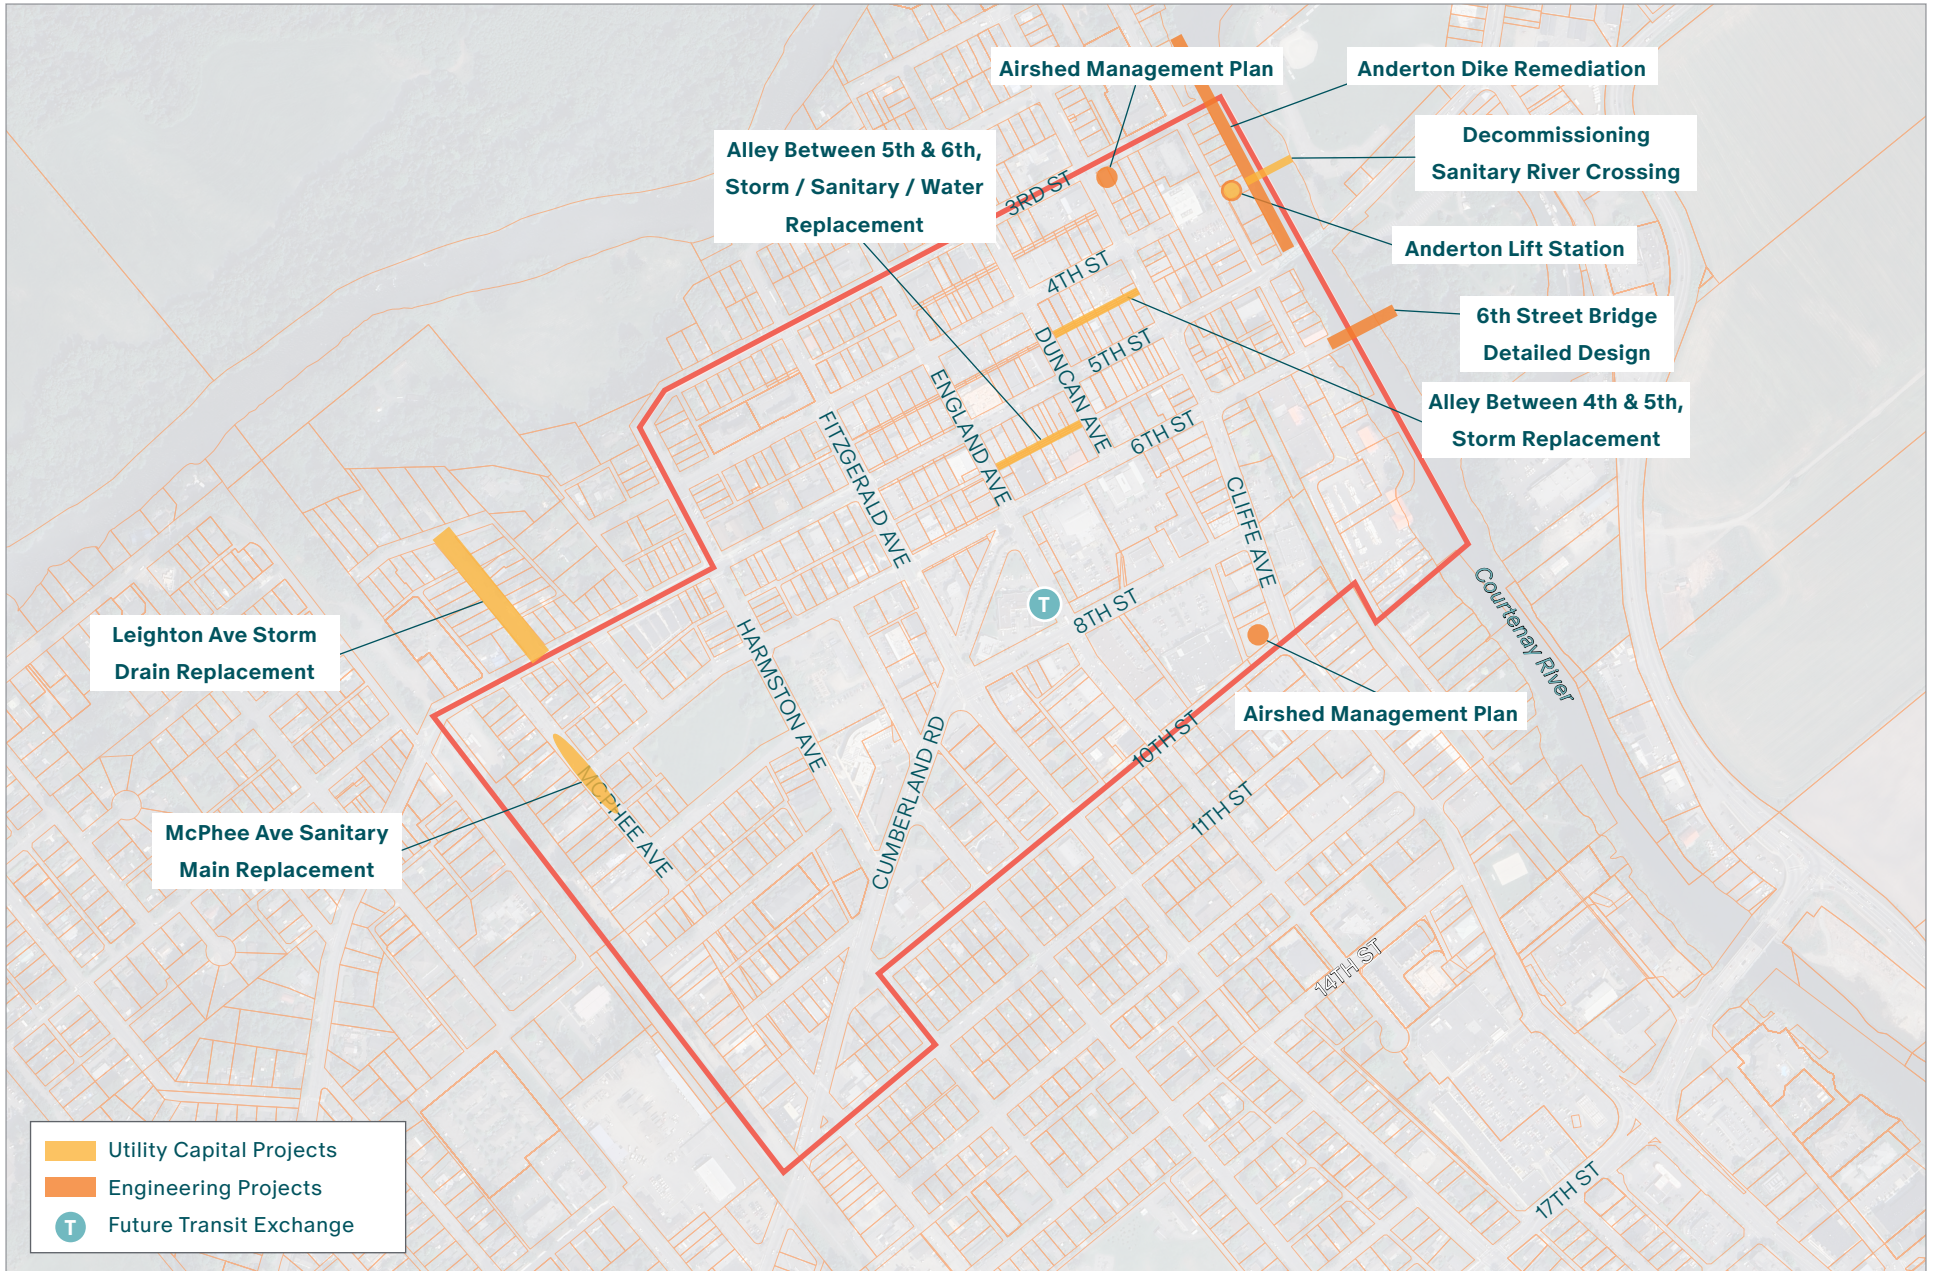 Airshed Management Plan
Anderton Dike Remediation
Decommissioning
Sanitary River Crossing
Alley Between 5th & 6th,
Storm / Sanitary / Water
Replacement
3RD ST
Anderton Lift Station
4TH ST
6th Street Bridge
Detailed Design
DUNCAN AVE
5TH ST
ENGLAND AVE
Alley Between 4th & 5th,
Storm Replacement
FITZGERALD AVE
6TH ST
CLIFFE AVE
T
8TH ST
Courtenay River
Leighton Ave Storm
Drain Replacement
HARMSTON AVE
Airshed Management Plan
10TH ST
CUMBERLAND RD
MCPHEE AVE
11TH ST
McPhee Ave Sanitary
Main Replacement
14TH ST
17TH ST
Utility Capital Projects
Engineering Projects
T Future Transit Exchange